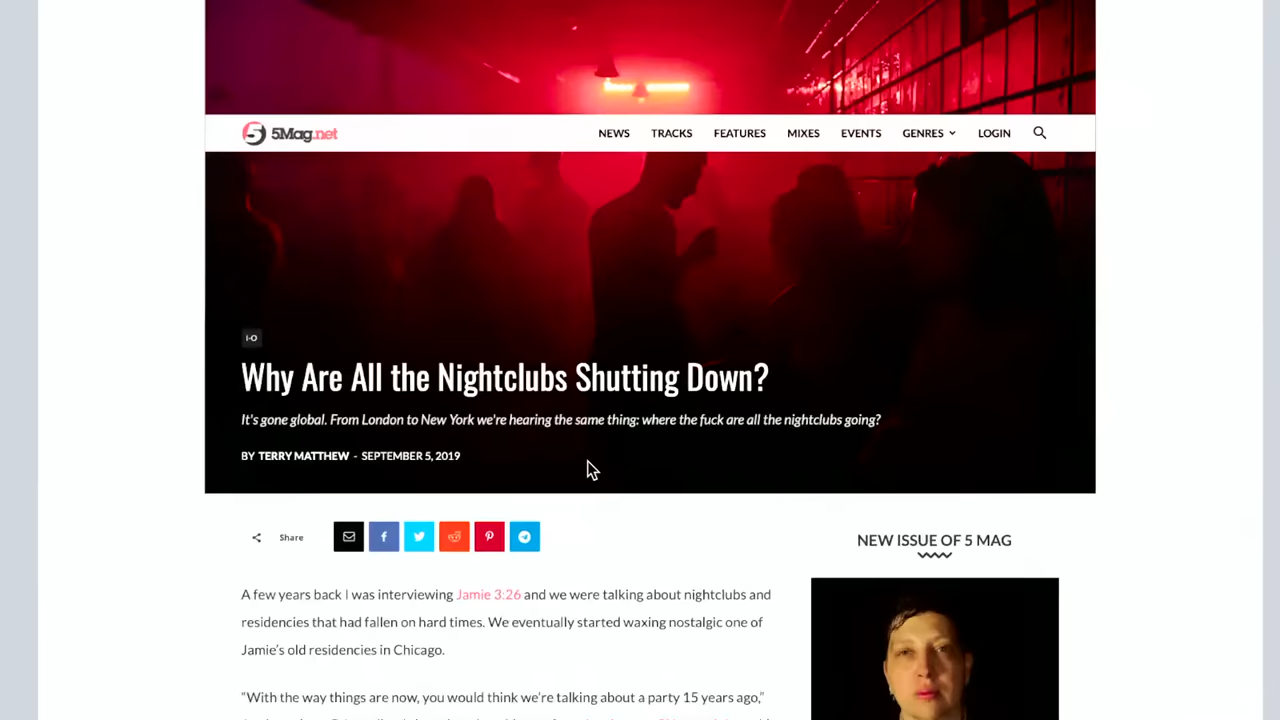 5 5Mag.net
NEWS TRACKS FEATURES MIXES EVENTS GENRES LOGIN
I-O
Why Are All the Nightclubs Shutting Down?
It's gone global. From London to New York we're hearing the same thing: where the fuck are all the nightclubs going?
BY TERRY MATTHEW - SEPTEMBER 5, 2019
Share
NEW ISSUE OF 5 MAG
A few years back I was interviewing Jamie 3:26 and we were talking about nightclubs and
residencies that had fallen on hard times. We eventually started waxing nostalgic one of
Jamie's old residencies in Chicago.
“With the way things are now, you would think we're talking about a party 15 years ago,”